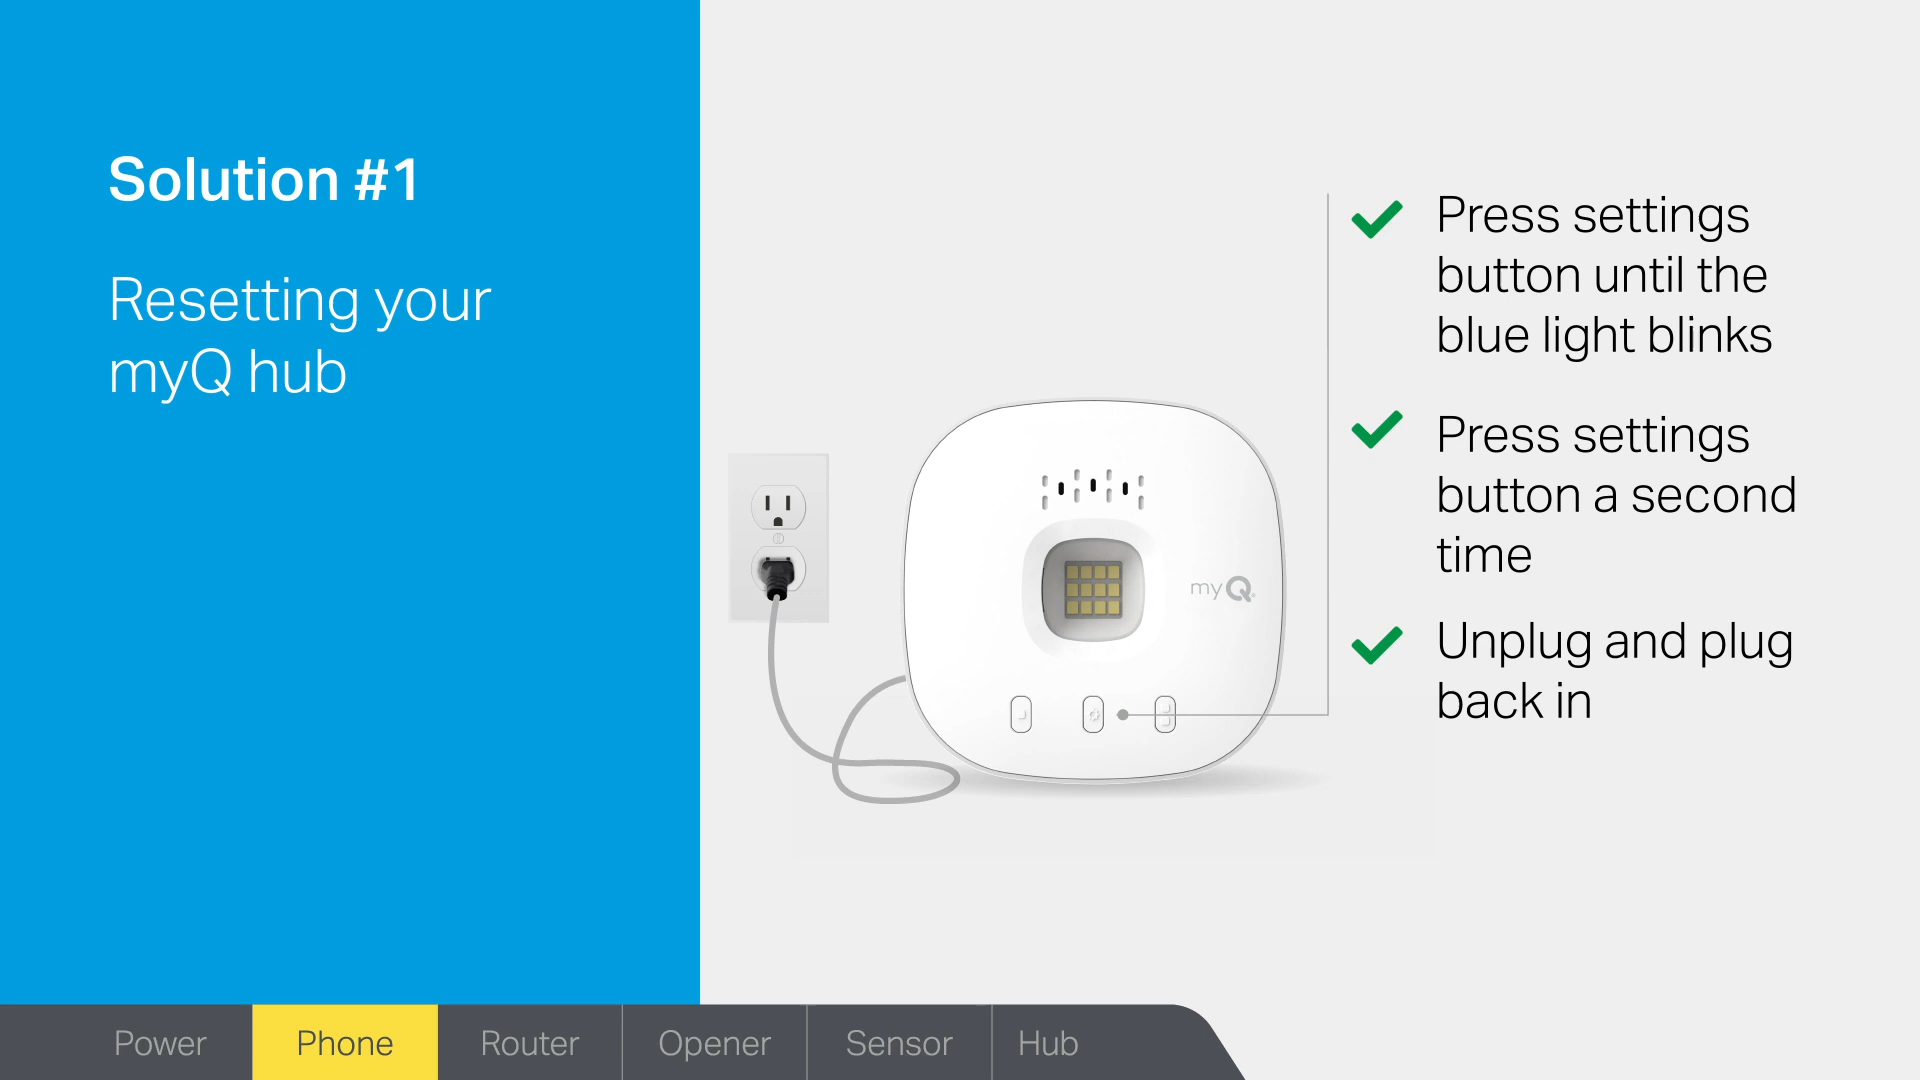 Solution #1
Resetting your
myQ hub
Press settings
button until the
blue light blinks
Press settings
button a second
time
Unplug and plug
back in
myQ
Power
Phone
Router
Opener
Sensor
Hub